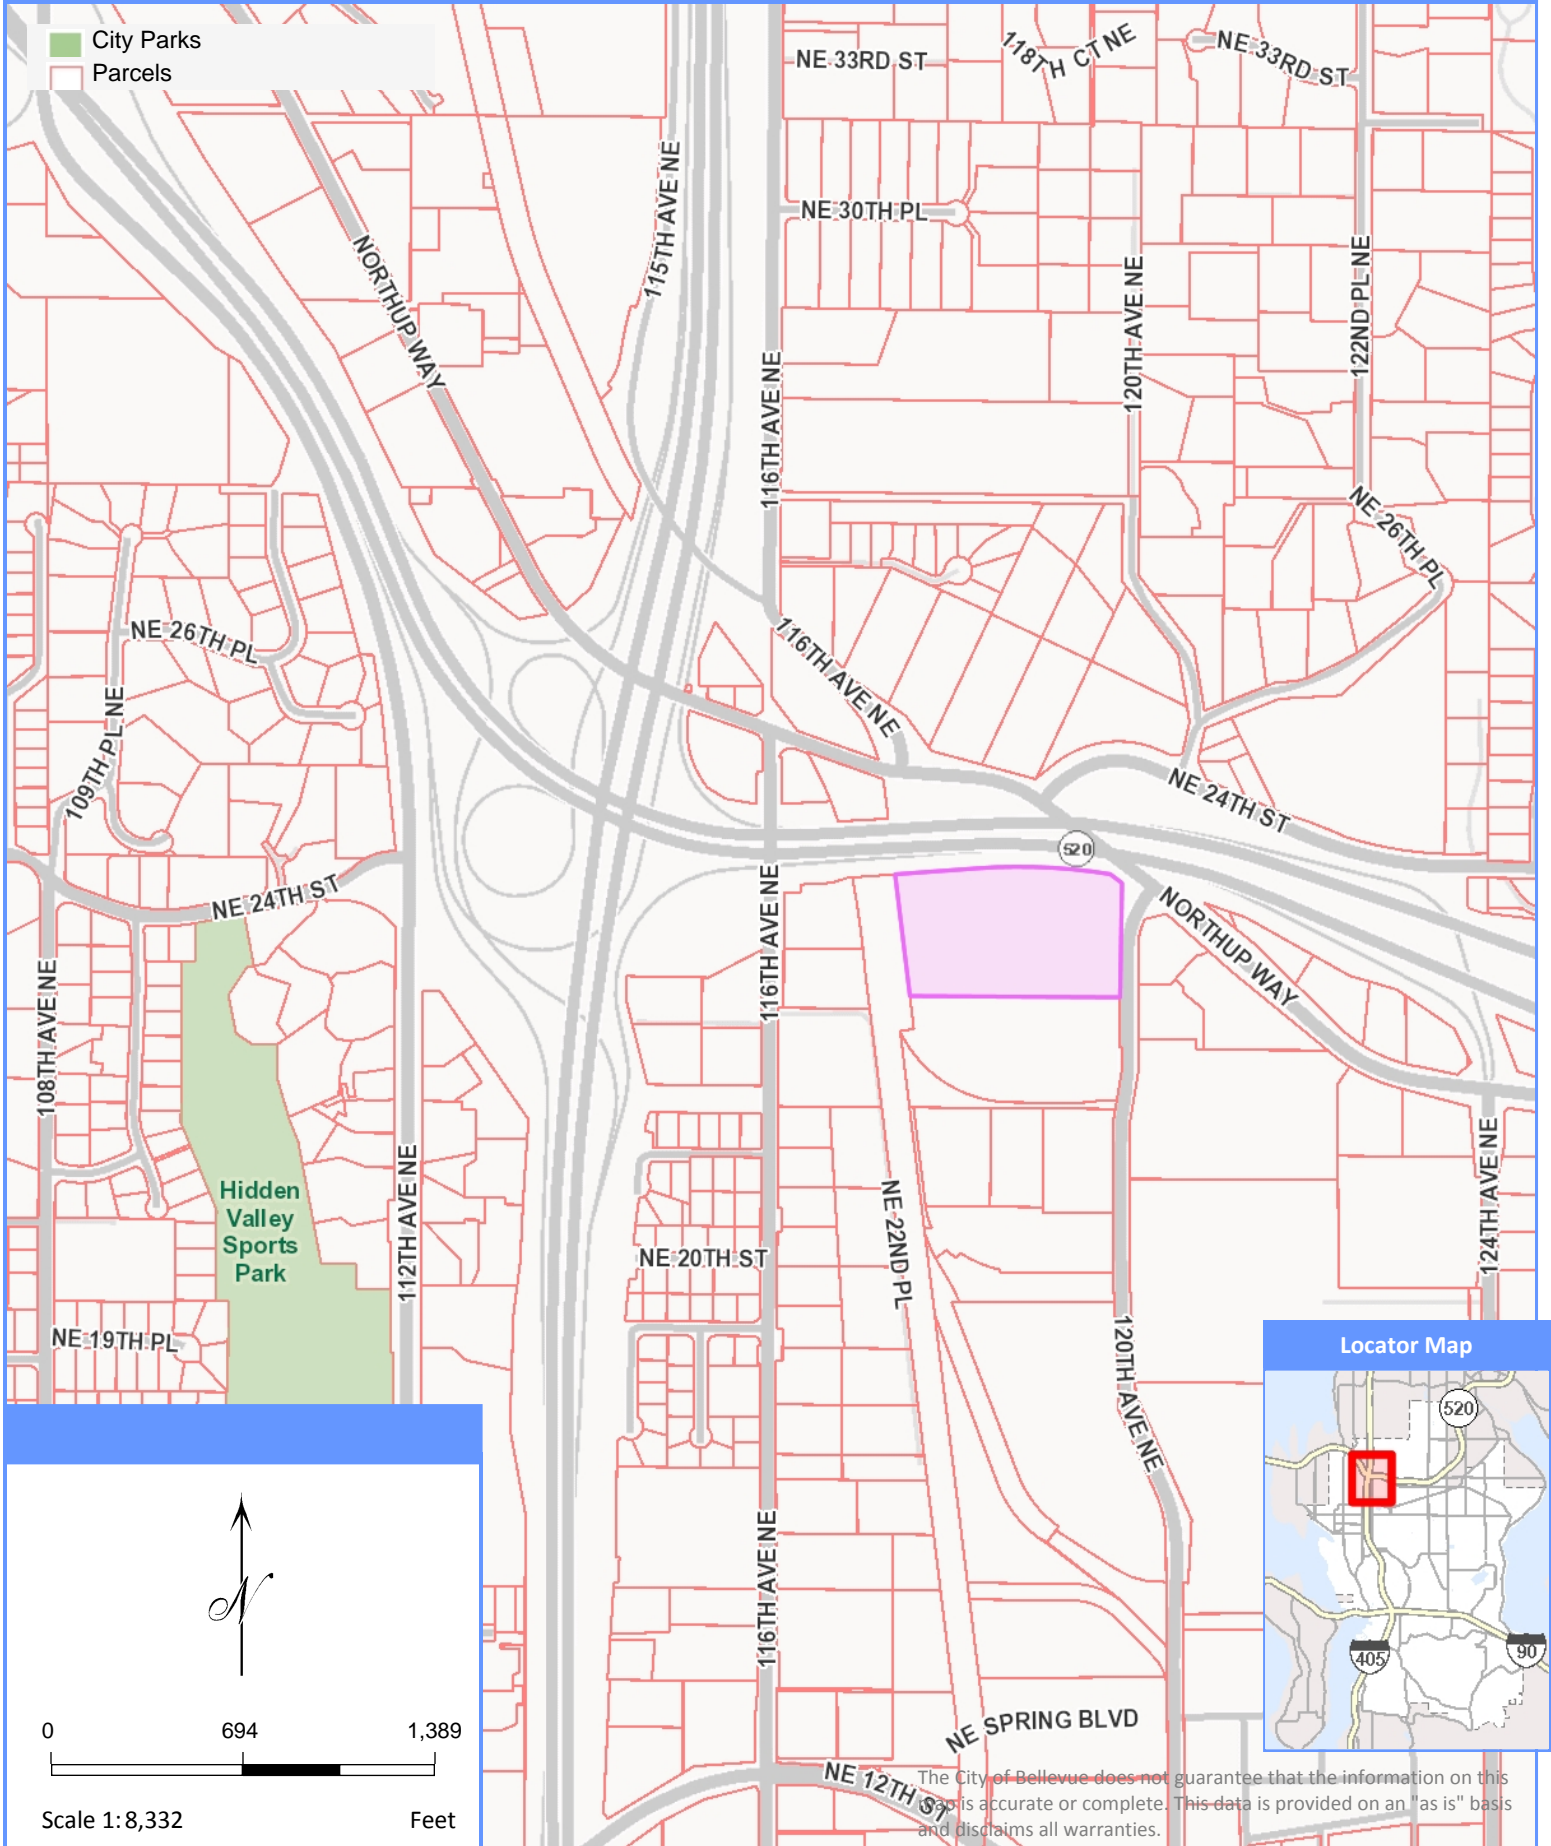 City Parks
Parcels
NE 33RD ST
118TH CT NE
NE 33RD ST
115TH AVE NE
NE 30TH PL
NORTHUP WAY
120TH AVE NE
122ND PL NE
116TH AVE NE
NE 26TH PL
116TH AVE NE
NE 26TH PL
109TH PL NE
NE 24TH ST
520
NE 24TH ST
116TH AVE NE
NORTHUP WAY
108TH AVE NE
Hidden
Valley
Sports
Park
112TH AVE NE
NE 22ND PL
124TH AVE NE
NE 20TH ST
NE 19TH PL
120TH AVE NE
Locator Map
520
405
90
116TH AVE NE
NE SPRING BLVD
NE 12TH ST
N
0 694 1,389
Scale 1: 8,332 Feet
The City of Bellevue does not guarantee that the information on this
map is accurate or complete. This data is provided on an "as is" basis
and disclaims all warranties.